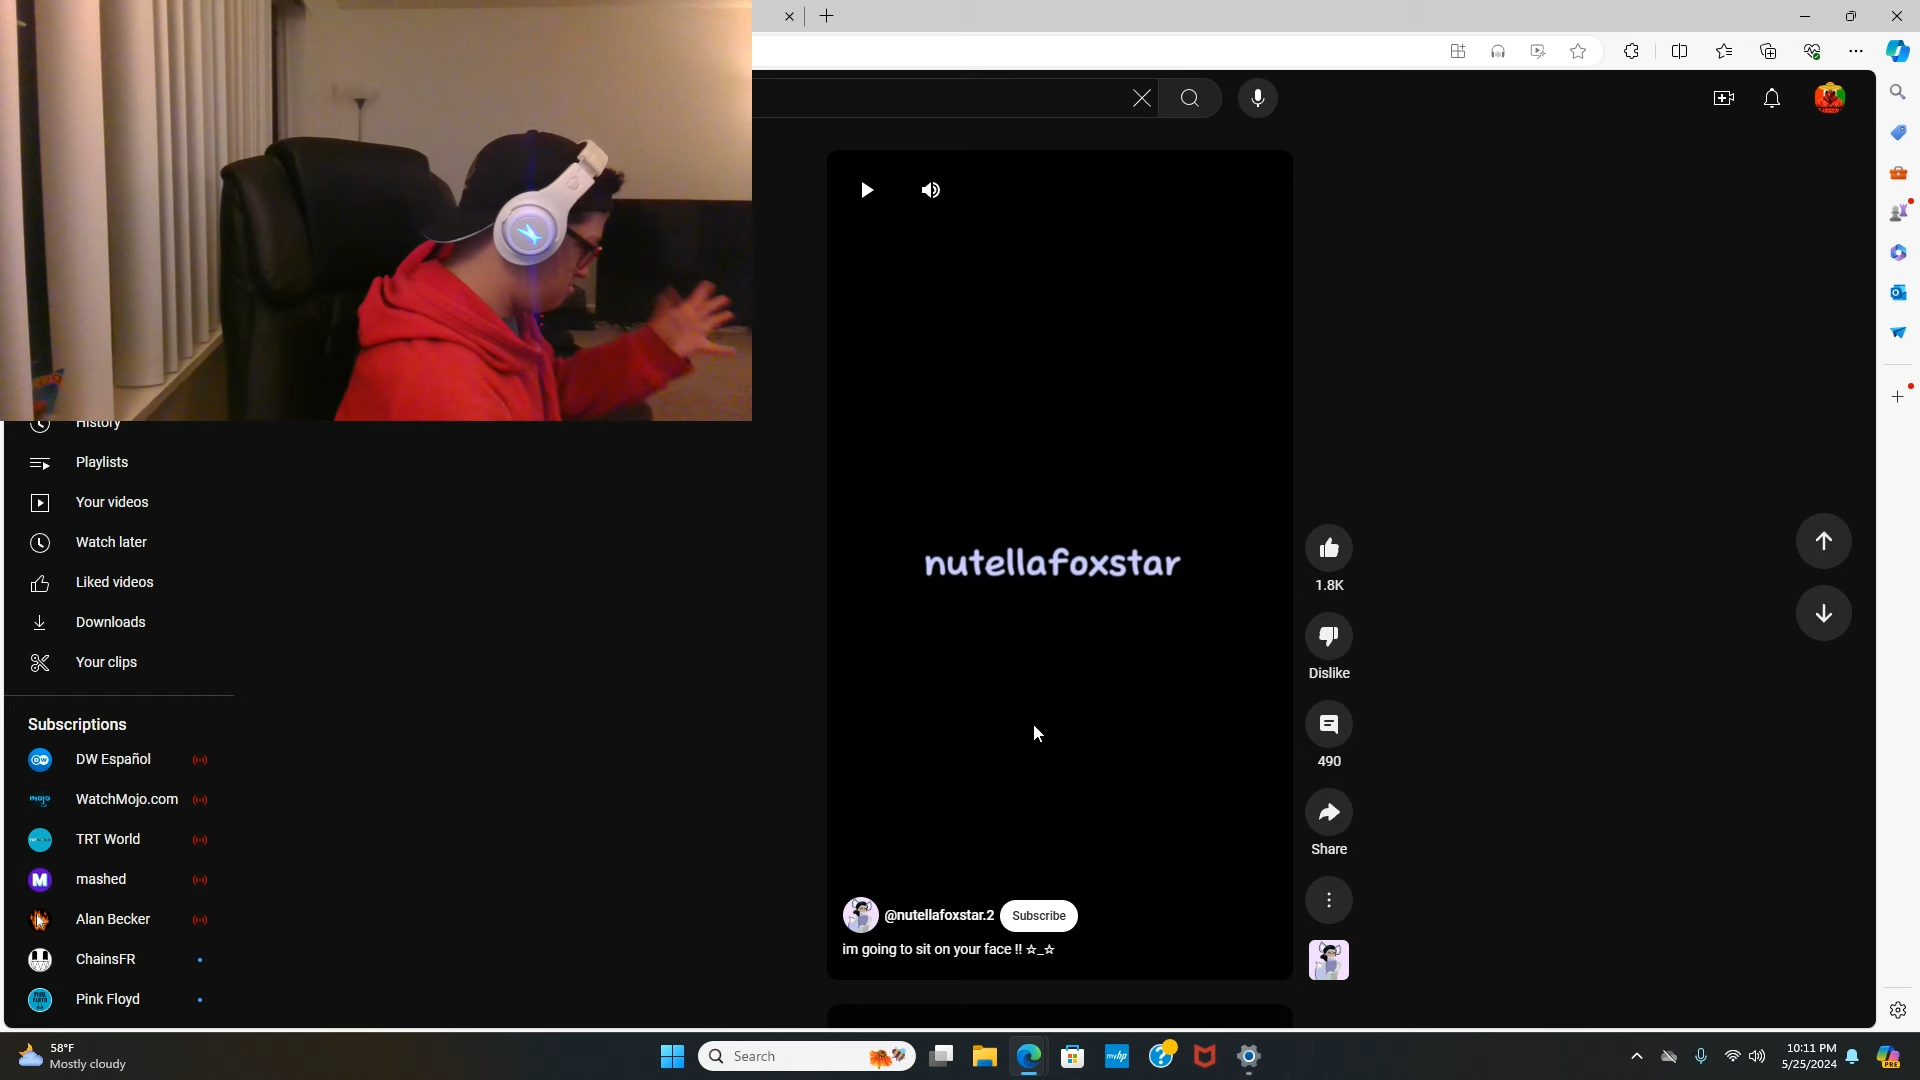 nutellafoxstar
1.8K
Dislike
490
Share
@nutellafoxstar.2 Subscribe
im going to sit on your face !! ☆_☆
History
Playlists
Your videos
Watch later
Liked videos
Downloads
Your clips
Subscriptions
DW Español
WatchMojo.com
TRT World
mashed
Alan Becker
ChainsFR
Pink Floyd
58°F
Mostly cloudy
Search
10:11 PM
5/25/2024